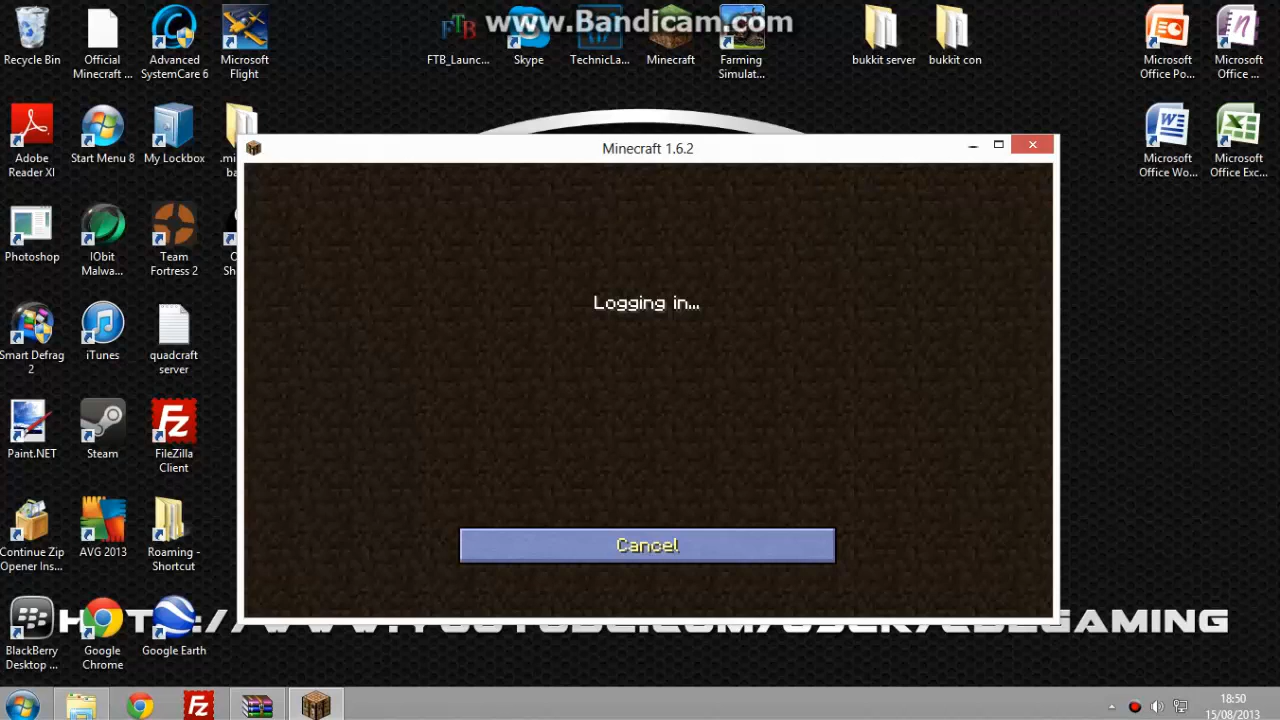 www.Bandicam.com
Recycle Bin
Official
Minecraft ...
Advanced
SystemCare 6
Microsoft
Flight
FTB_Launc...
Skype
TechnicLa...
Minecraft
Farming
Simulat...
bukkit server
bukkit con
Microsoft
Office Po...
Microsoft
Office ...
Adobe
Reader XI
Start Menu 8
My Lockbox
Microsoft
Office Wo...
Microsoft
Office Exc...
Minecraft 1.6.2
Logging in...
Cancel
Photoshop
IObit
Malwa...
Team
Fortress 2
Smart Defrag
2
iTunes
quadcraft
server
Paint.NET
Steam
FileZilla
Client
Continue Zip
Opener Ins...
AVG 2013
Roaming -
Shortcut
BlackBerry
Desktop ...
Google
Chrome
Google Earth
18:50
15/08/2013